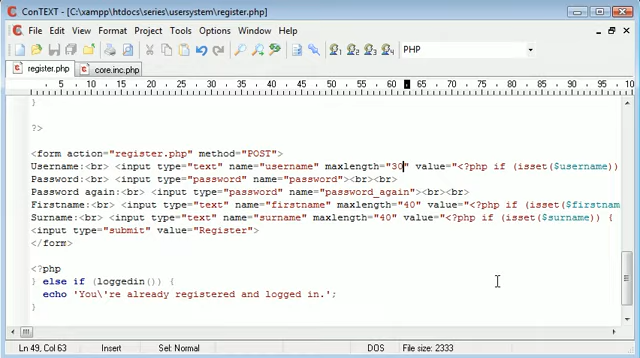 ConTEXT - [C:\xampp\htdocs\series\usersystem\register.php]
File Edit View Format Project Tools Options Window Help
PHP
register.php core.inc.php
5 10 15 20 25 30 35 40 45 50 55 60 65 70 75 80 85 90 95 10
}
?>
<form action="register.php" method="POST">
Username:<br> <input type="text" name="username" maxlength="30" value="<?php if (isset($username))
Password:<br> <input type="password" name="password"><br><br>
Password again:<br> <input type="password" name="password_again"><br><br>
Firstname:<br> <input type="text" name="firstname" maxlength="40" value="<?php if (isset($firstnam
Surname:<br> <input type="text" name="surname" maxlength="40" value="<?php if (isset($surname)) {
<input type="submit" value="Register">
</form>
<?php
} else if (loggedin()) {
echo 'You\'re already registered and logged in.';
}
Ln 49, Col 63 Insert Sel: Normal DOS File size: 2333